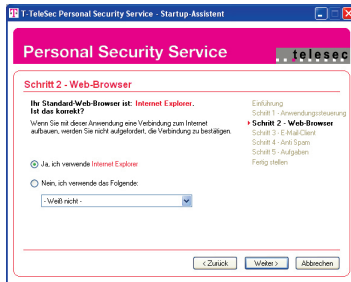 T-TeleSec Personal Security Service - Startup-Assistent
Personal Security Service
telesec
Schritt 2 - Web-Browser
Ihr Standard-Web-Browser ist: Internet Explorer.
Ist das korrekt?
Wenn Sie mit dieser Anwendung eine Verbindung zum Internet
aufbauen, werden Sie nicht aufgefordert, die Verbindung zu bestätigen.
Ja, ich verwende Internet Explorer
Nein, ich verwende das Folgende:
- Weiß nicht -
Einführung
Schritt 1 - Anwendungssteuerung
Schritt 2 - Web-Browser
Schritt 3 - E-Mail-Client
Schritt 4 - Anti Spam
Schritt 5 - Aufgaben
Fertig stellen
< Zurück
Weiter >
Abbrechen